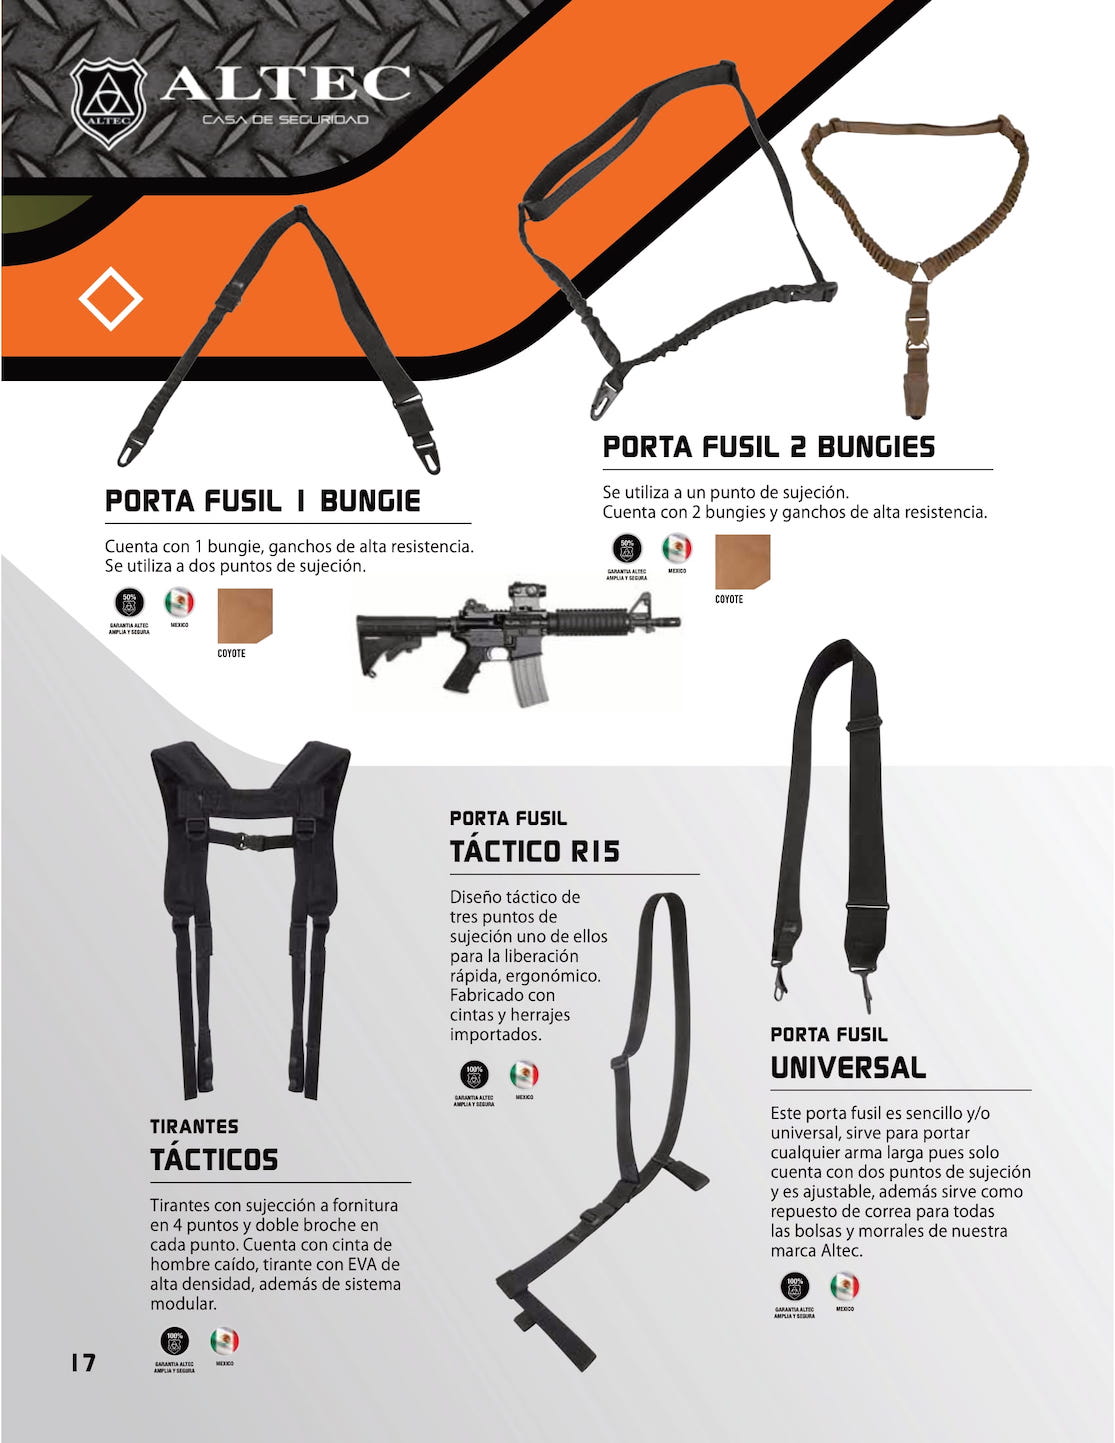 ALTEC
ALTEC
CASA DE SEGURIDAD
PORTA FUSIL 1 BUNGIE
Cuenta con 1 bungie, ganchos de alta resistencia.
Se utiliza a dos puntos de sujeción.
50%
GARANTIA ALTEC
AMPLIA Y SEGURA
MEXICO
COYOTE
PORTA FUSIL 2 BUNGIES
Se utiliza a un punto de sujeción.
Cuenta con 2 bungies y ganchos de alta resistencia.
50%
GARANTIA ALTEC
AMPLIA Y SEGURA
MEXICO
COYOTE
TIRANTES
TÁCTICOS
Tirantes con sujección a fornitura
en 4 puntos y doble broche en
cada punto. Cuenta con cinta de
hombre caído, tirante con EVA de
alta densidad, además de sistema
modular.
100%
GARANTIA ALTEC
AMPLIA Y SEGURA
MEXICO
PORTA FUSIL
TÁCTICO R15
Diseño táctico de
tres puntos de
sujeción uno de ellos
para la liberación
rápida, ergonómico.
Fabricado con
cintas y herrajes
importados.
100%
GARANTIA ALTEC
AMPLIA Y SEGURA
MEXICO
PORTA FUSIL
UNIVERSAL
Este porta fusil es sencillo y/o
universal, sirve para portar
cualquier arma larga pues solo
cuenta con dos puntos de sujeción
y es ajustable, además sirve como
repuesto de correa para todas
las bolsas y morrales de nuestra
marca Altec.
100%
GARANTIA ALTEC
AMPLIA Y SEGURA
MEXICO
17